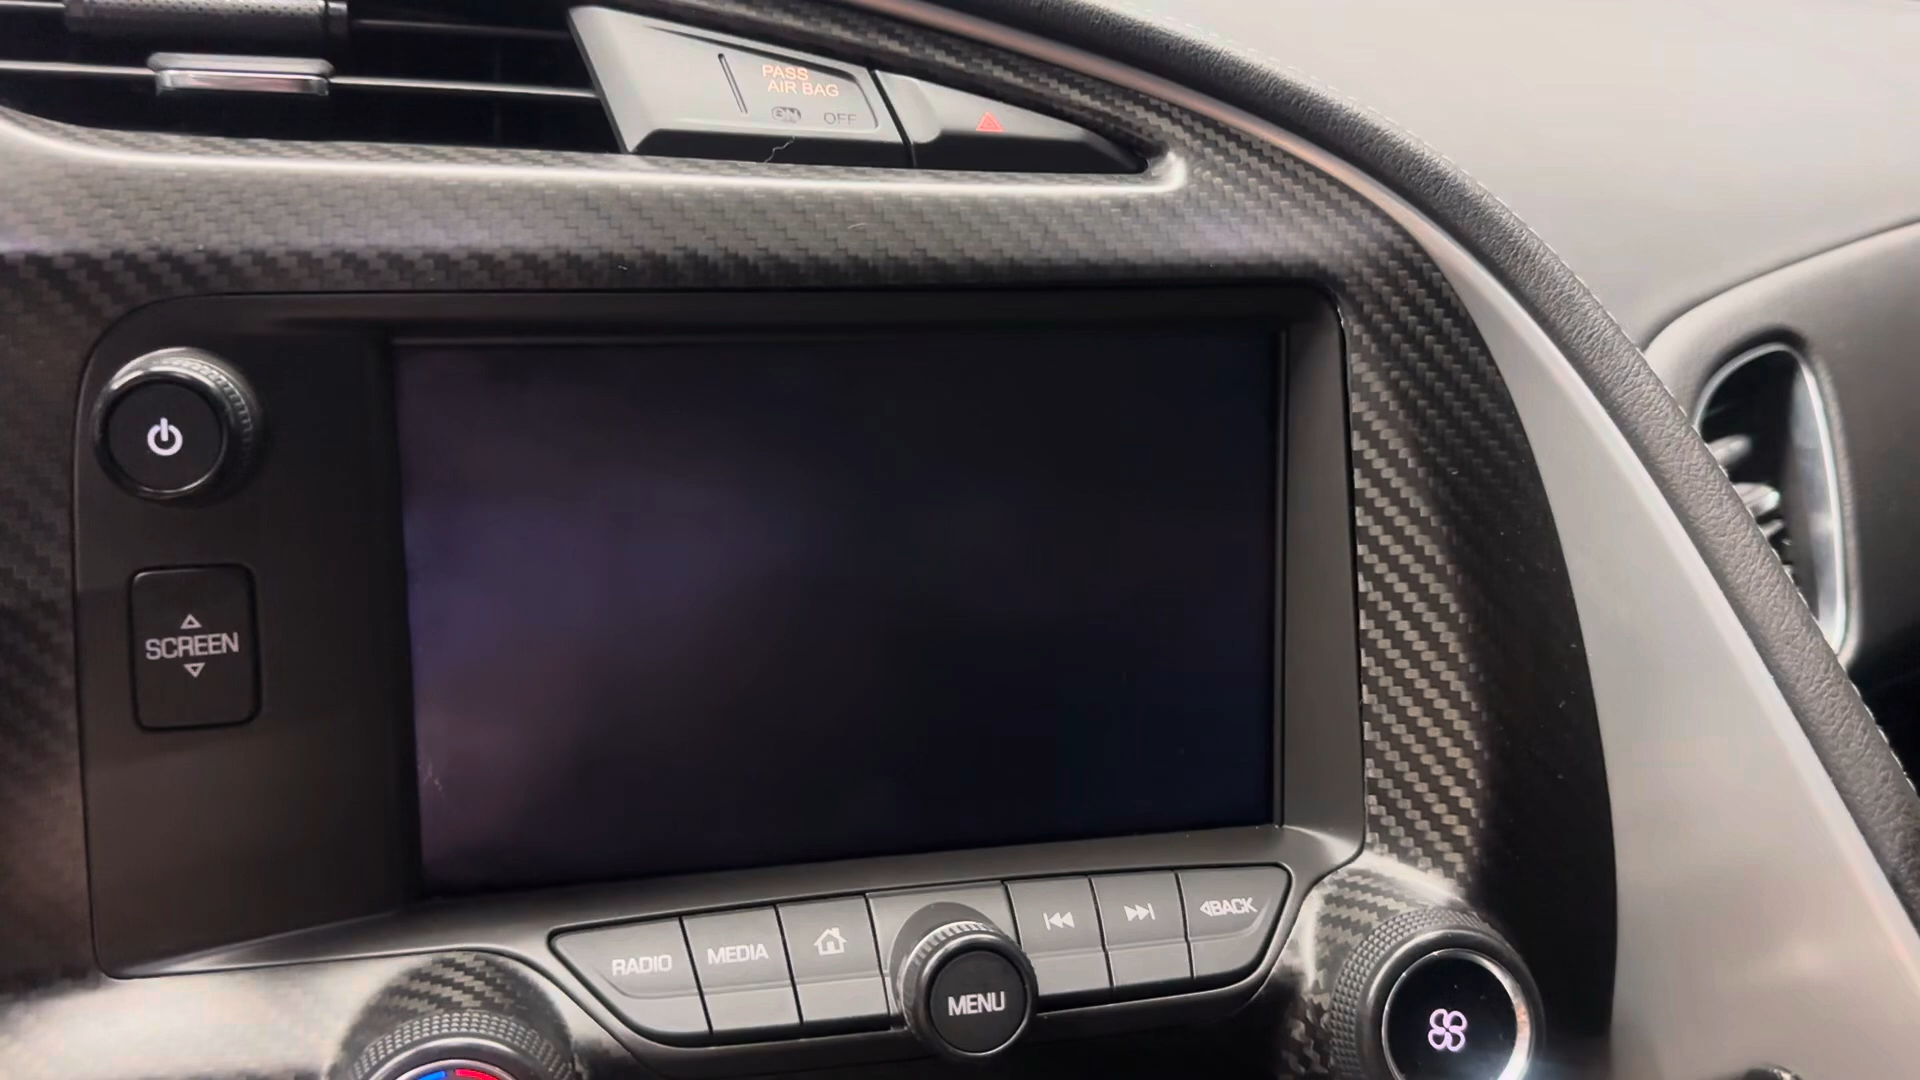 PASS
AIR BAG
ON OFF
SCREEN
RADIO
MEDIA
BACK
MENU